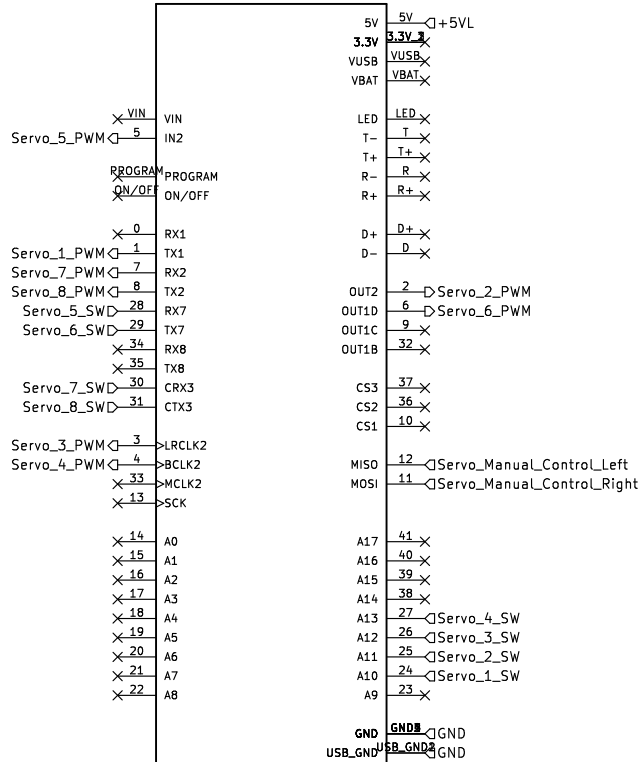 5V 5V +5VL
3.3V
VUSB VUSB
VBAT VBAT
VIN VIN LED LED
Servo_5_PWM 5 IN2 T- T
T+ T+
PROGRAM PROGRAM R- R
ON/OFF ON/OFF R+ R+
0 RX1 D+ D+
Servo_1_PWM 1 TX1 D- D
Servo_7_PWM 7 RX2
Servo_8_PWM 8 TX2 OUT2 2 Servo_2_PWM
Servo_5_SW 28 RX7 OUT1D 6 Servo_6_PWM
Servo_6_SW 29 TX7 OUT1C 9
34 RX8 OUT1B 32
35 TX8
Servo_7_SW 30 CRX3 CS3 37
Servo_8_SW 31 CTX3 CS2 36
CS1 10
Servo_3_PWM 3 LRCLK2
Servo_4_PWM 4 BCLK2 MISO 12 Servo_Manual_Control_Left
33 MCLK2 MOSI 11 Servo_Manual_Control_Right
13 SCK
14 A0 A17 41
15 A1 A16 40
16 A2 A15 39
17 A3 A14 38
18 A4 A13 27 Servo_4_SW
19 A5 A12 26 Servo_3_SW
20 A6 A11 25 Servo_2_SW
21 A7 A10 24 Servo_1_SW
22 A8 A9 23
GND GND
USB_GND GND